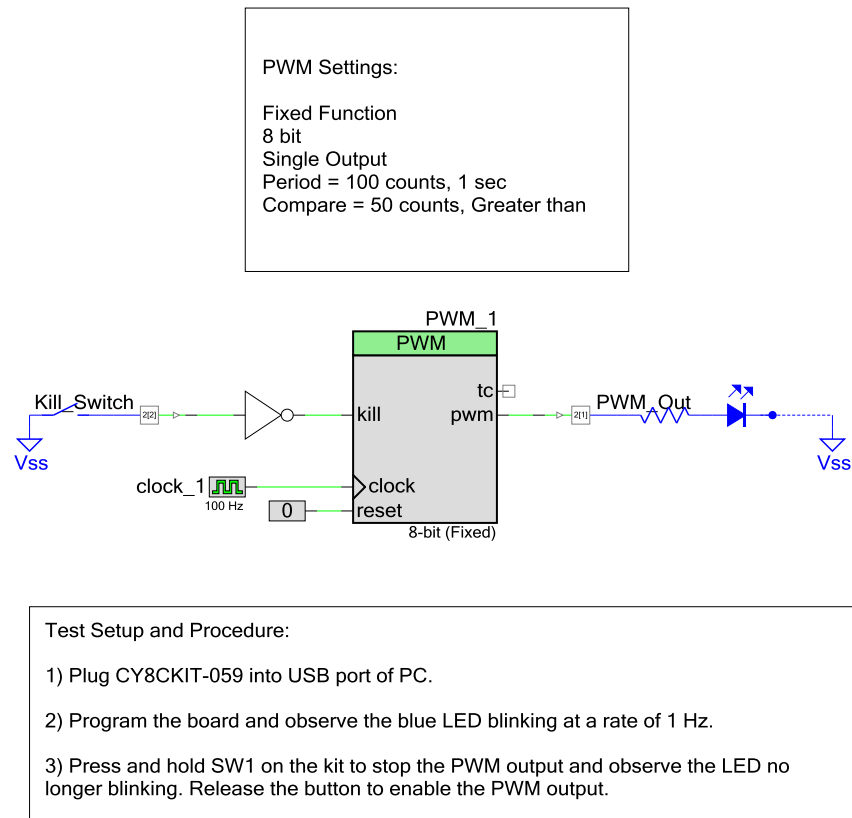 PWM Settings:
Fixed Function
8 bit
Single Output
Period = 100 counts, 1 sec
Compare = 50 counts, Greater than
PWM_1
PWM
tc
Kill_Switch
2[2]
kill
pwm
2[1]
PWM_Out
Vss
Vss
clock_1
100 Hz
clock
0
reset
8-bit (Fixed)
Test Setup and Procedure:
1) Plug CY8CKIT-059 into USB port of PC.
2) Program the board and observe the blue LED blinking at a rate of 1 Hz.
3) Press and hold SW1 on the kit to stop the PWM output and observe the LED no
longer blinking. Release the button to enable the PWM output.